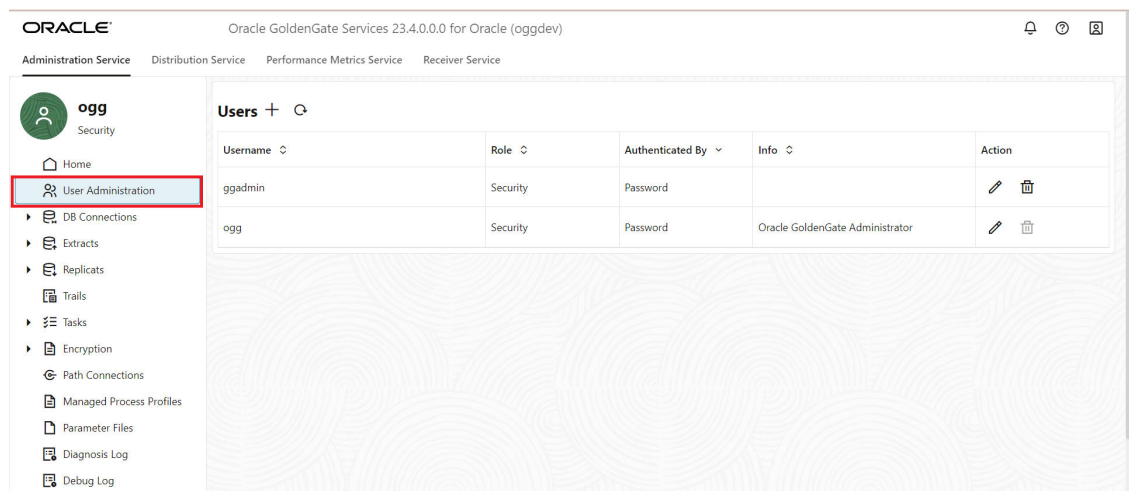 ORACLE
Oracle GoldenGate Services 23.4.0.0.0 for Oracle (oggdev)
Administration Service Distribution Service Performance Metrics Service Receiver Service
ogg
Security
Home
User Administration
DB Connections
Extracts
Replicats
Trails
Tasks
Encryption
Path Connections
Managed Process Profiles
Parameter Files
Diagnosis Log
Debug Log
Users
Username Role Authenticated By Info Action
ggadmin Security Password
ogg Security Password Oracle GoldenGate Administrator